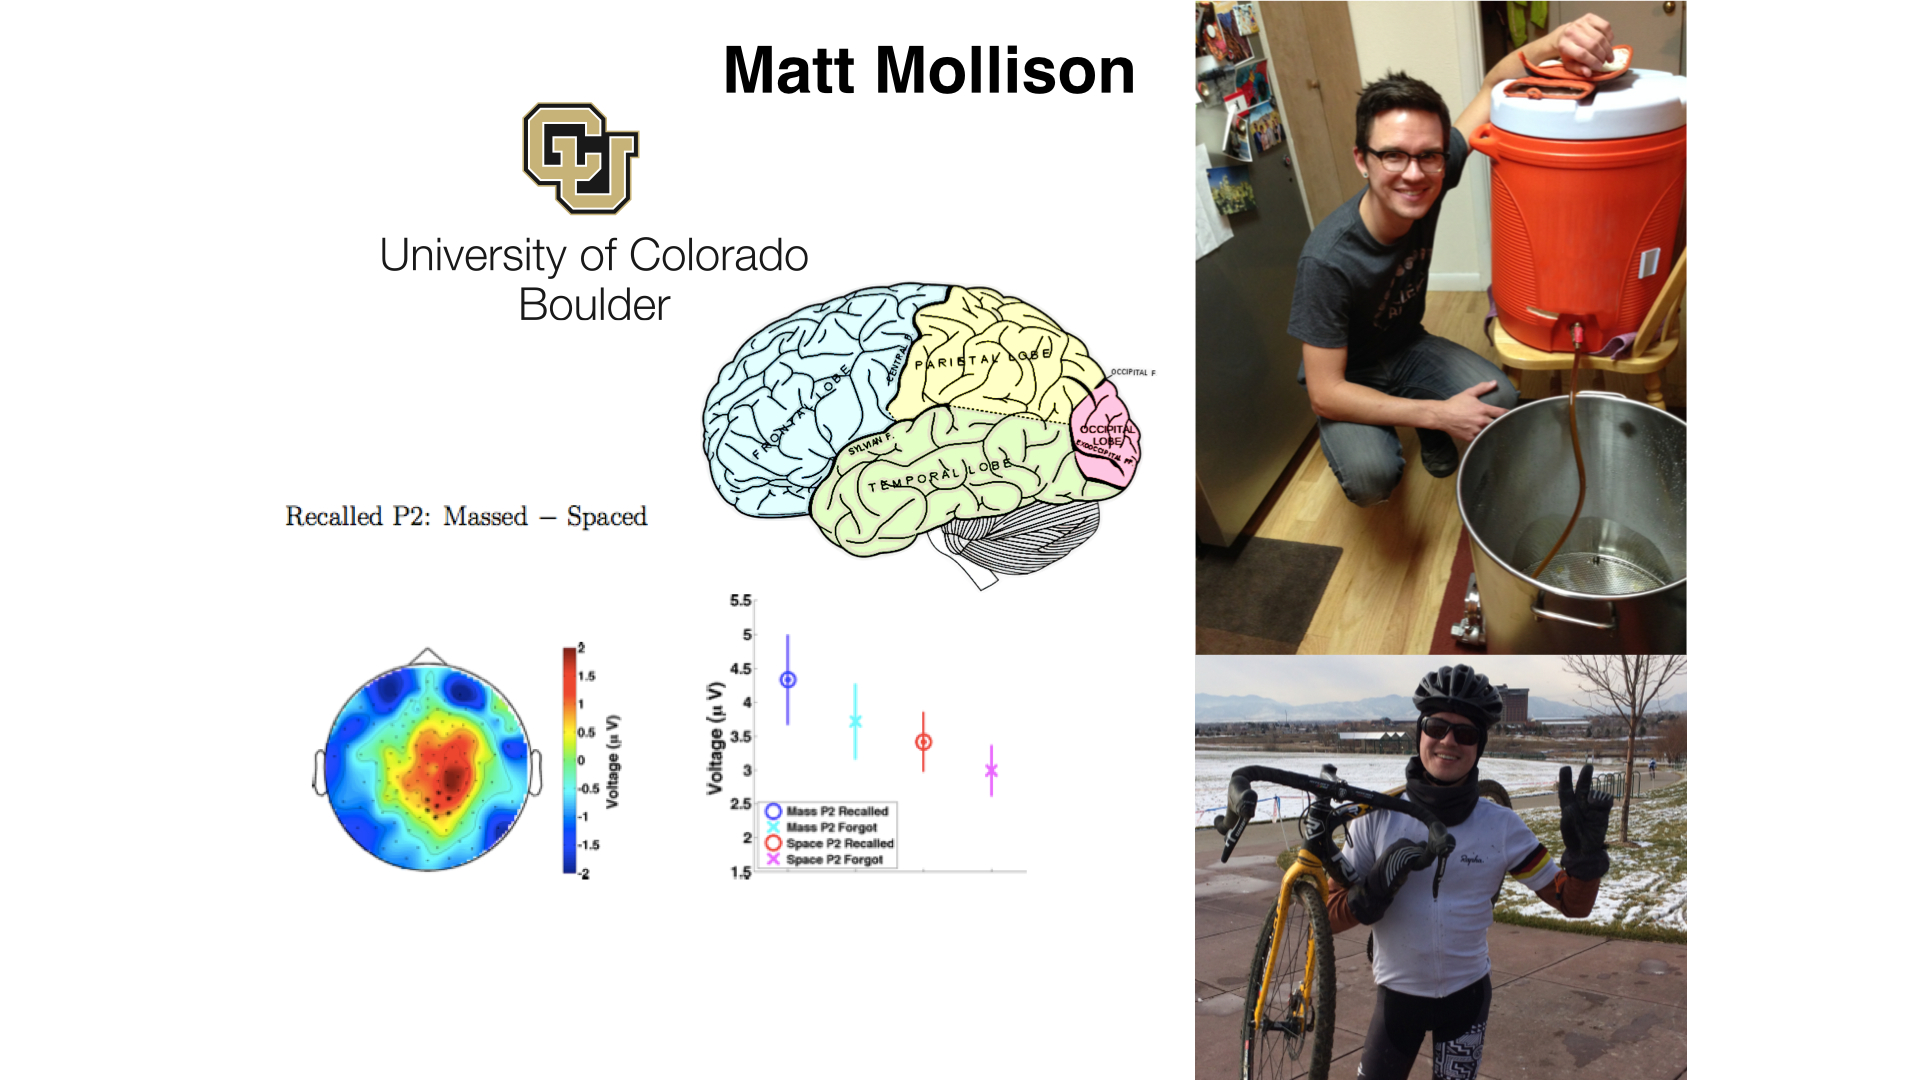 Matt Mollison
CU
University of Colorado
Boulder
FRONTAL LOBE
CENTRAL
PARIETAL LOBE
OCCIPITAL F
OCCIPITAL
LOBE
SYLVIAN F.
TEMPORAL LOBE
Recalled P2: Massed – Spaced
2
1.5
1
0.5
0
-0.5
-1
-1.5
-2
Voltage (μ V)
5.5
5
4.5
4
3.5
3
2.5
2
1.5
Voltage (μ V)
Mass P2 Recalled
Mass P2 Forgot
Space P2 Recalled
Space P2 Forgot
Rapha